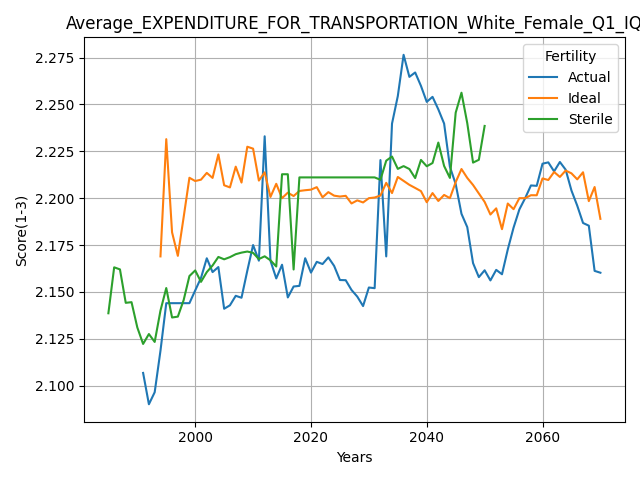 Average_EXPENDITURE_FOR_TRANSPORTATION_White_Female_Q1_IQ
Fertility
Actual
Ideal
Sterile
Score(1-3)
2.275
2.250
2.225
2.200
2.175
2.150
2.125
2.100
2000 2020 2040 2060
Years